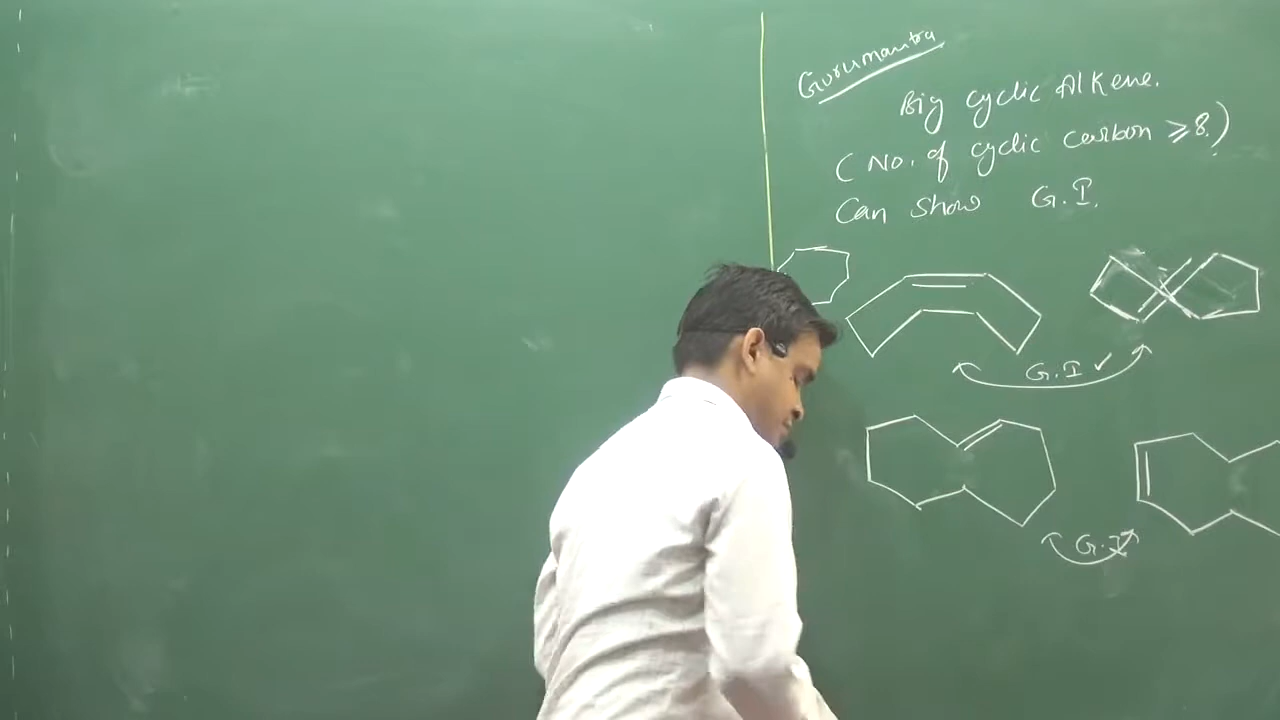 Gurumantra
Big cyclic Alkene.
( No. of cyclic carbon ⩾ 8.)
Can show G.I.
G.I ✓
G.I